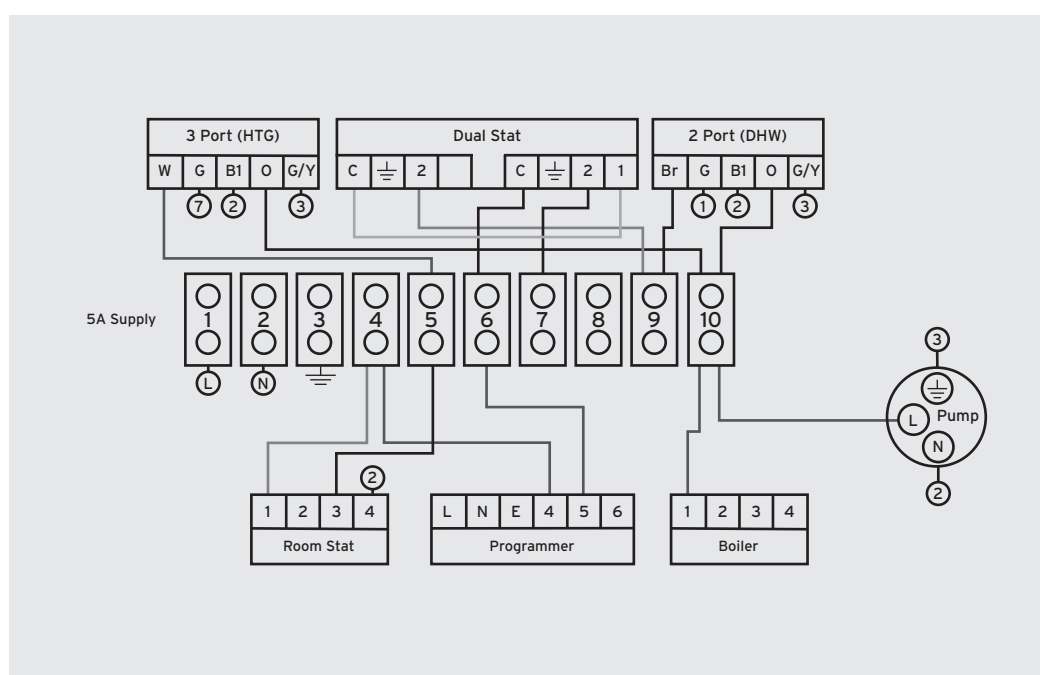 3 Port (HTG) Dual Stat 2 Port (DHW)
W G B1 O G/Y C 2 C 2 1 Br G B1 O G/Y
7 2 3 1 2 3
5A Supply 1 2 3 4 5 6 7 8 9 10
L N
3
L Pump
N
2
2
1 2 3 4 L N E 4 5 6 1 2 3 4
Room Stat Programmer Boiler